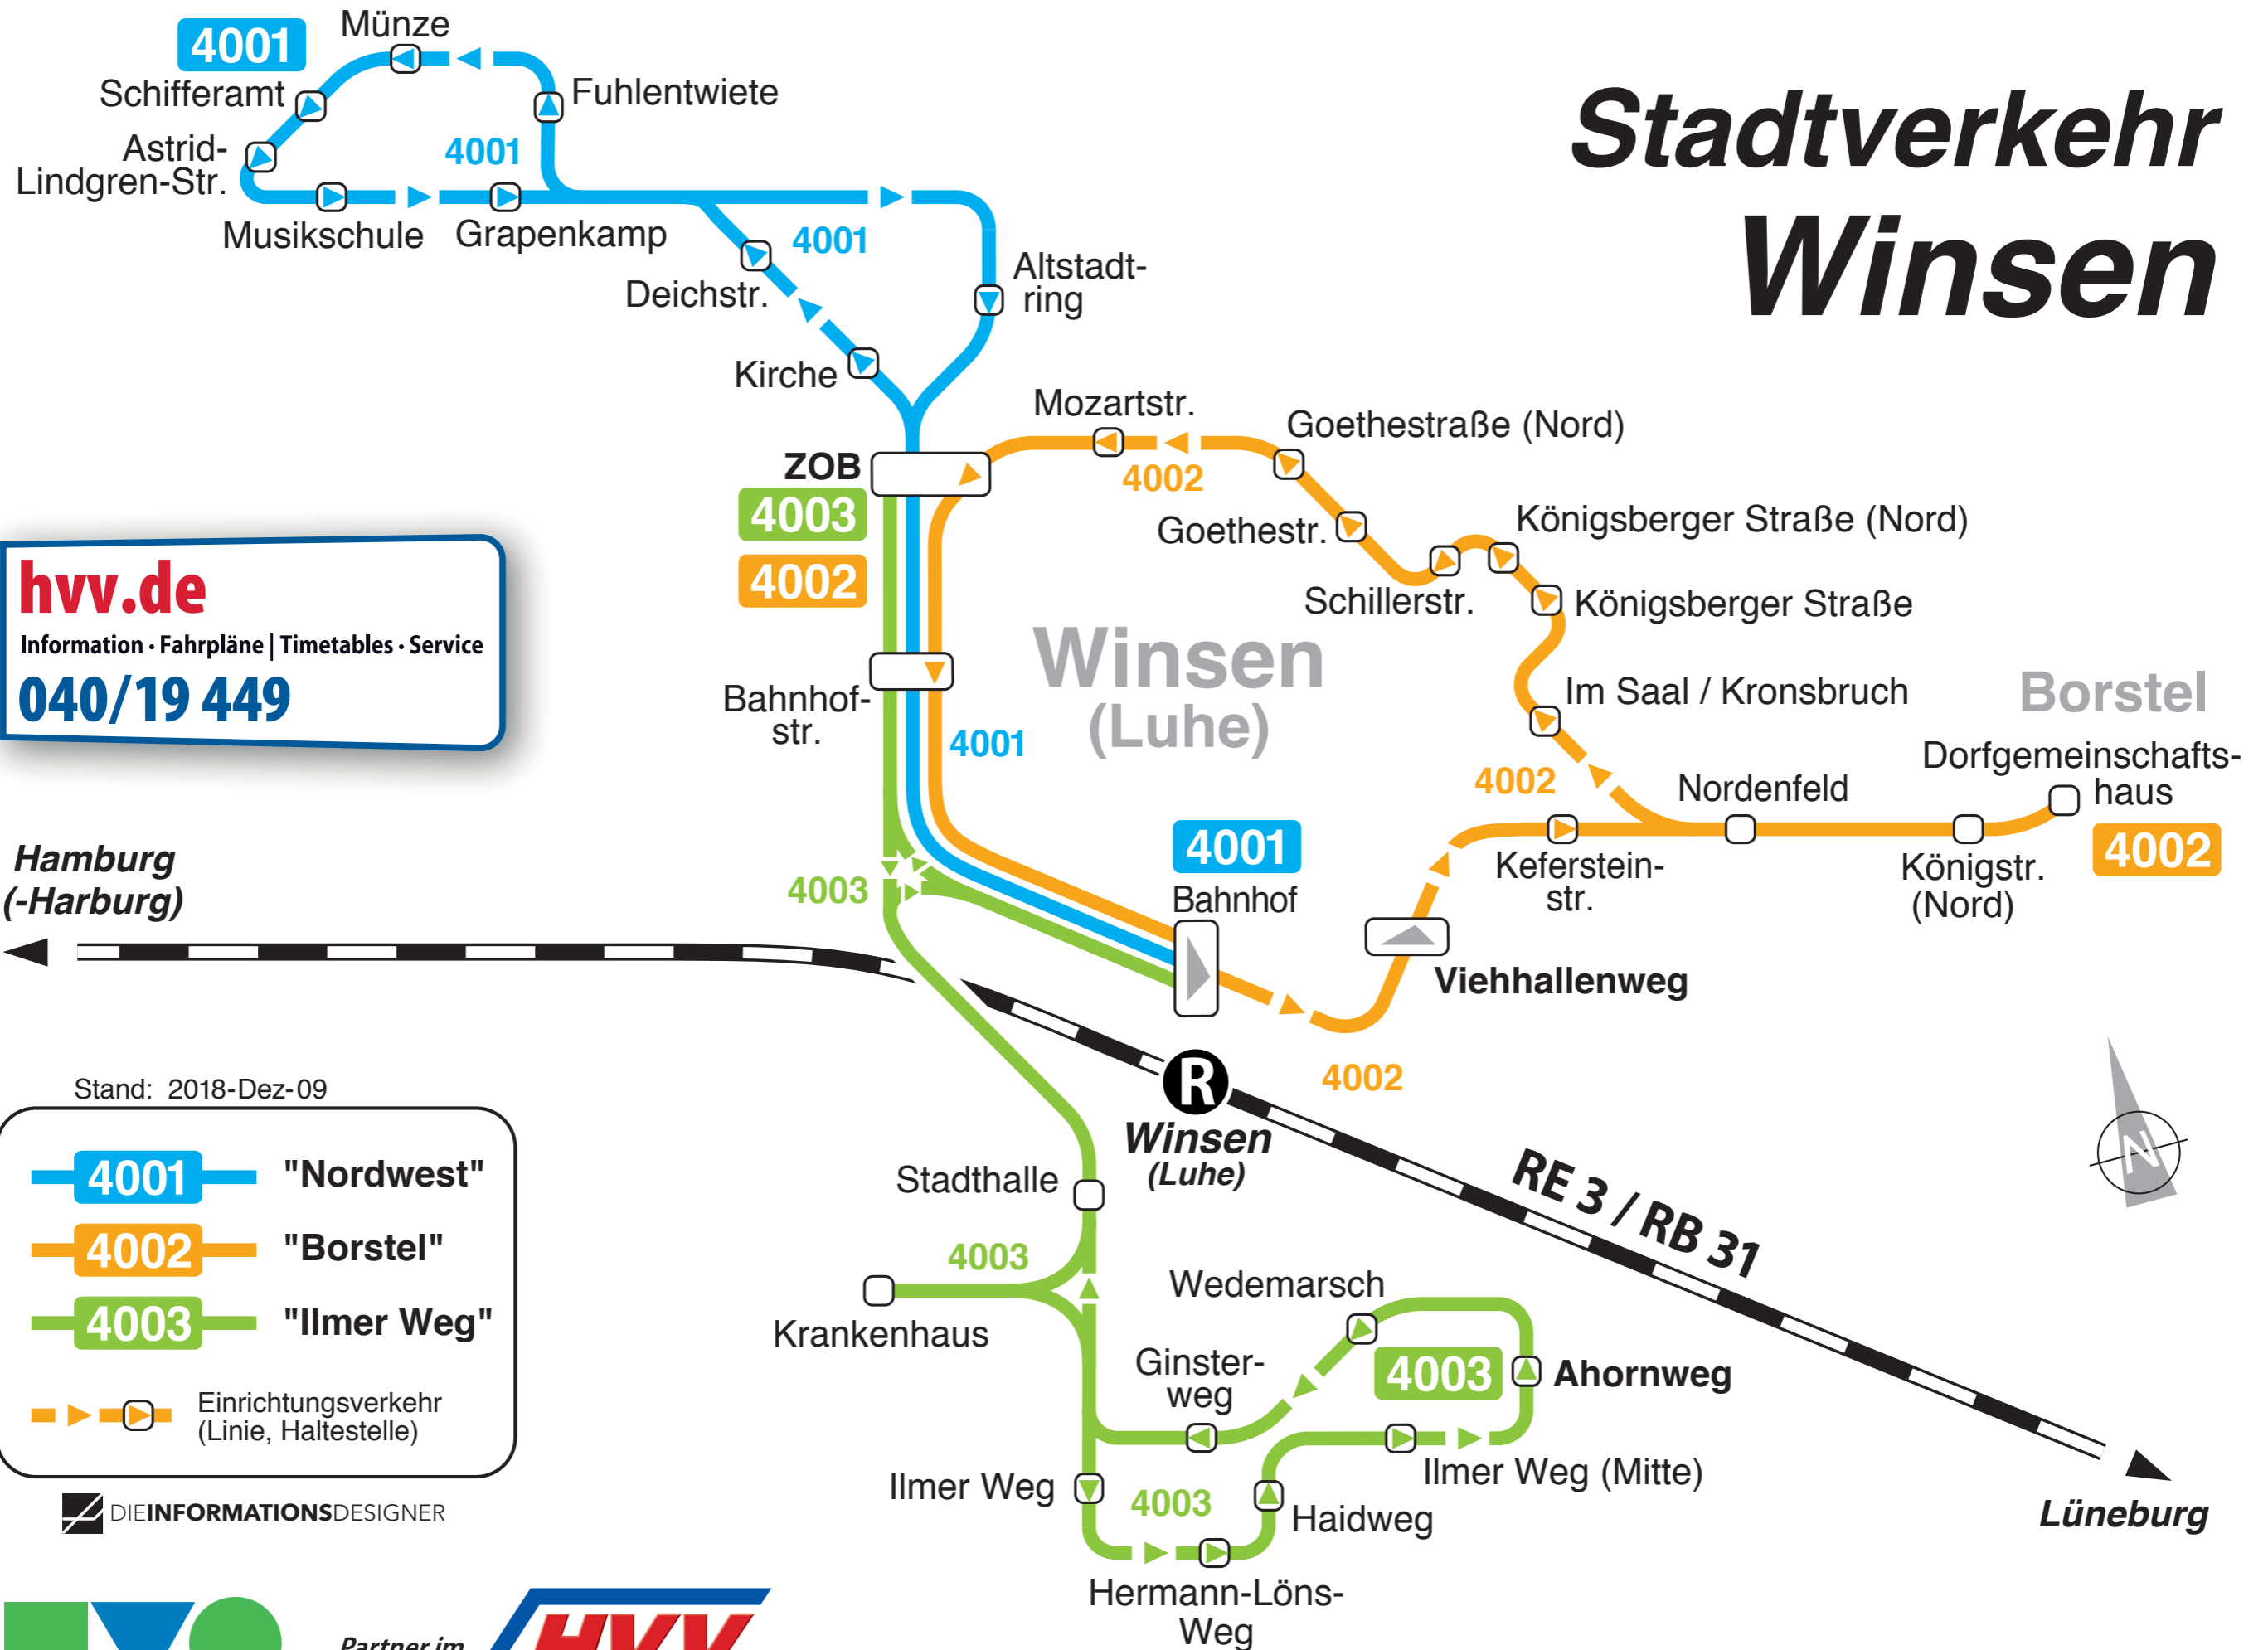 Stadtverkehr
Winsen
4001
Münze
Schifferamt
Fuhlentwiete
Astrid-
Lindgren-Str.
4001
Musikschule
Grapenkamp
4001
Deichstr.
Altstadt-
ring
Kirche
ZOB
4003
4002
Mozartstr.
4002
Goethestraße (Nord)
Goethestr.
Königsberger Straße (Nord)
Schillerstr.
Königsberger Straße
hvv.de
Information · Fahrpläne | Timetables · Service
040/19 449
Winsen
(Luhe)
Bahnhof-
str.
4001
Im Saal / Kronsbruch
Borstel
Dorfgemeinschafts-
haus
4002
4002
Nordenfeld
Keferstein-
str.
Königstr.
(Nord)
4001
Bahnhof
Viehhallenweg
4003
Hamburg
(-Harburg)
4002
R
Winsen
(Luhe)
RE 3 / RB 31
N
Lüneburg
Stand: 2018-Dez-09
4001 "Nordwest"
4002 "Borstel"
4003 "Ilmer Weg"
Einrichtungsverkehr
(Linie, Haltestelle)
DIEINFORMATIONSDESIGNER
Stadthalle
4003
Krankenhaus
Wedemarsch
Ginster-
weg
4003
Ahornweg
Ilmer Weg
4003
Ilmer Weg (Mitte)
Haidweg
Hermann-Löns-
Weg
Partner im
HVV